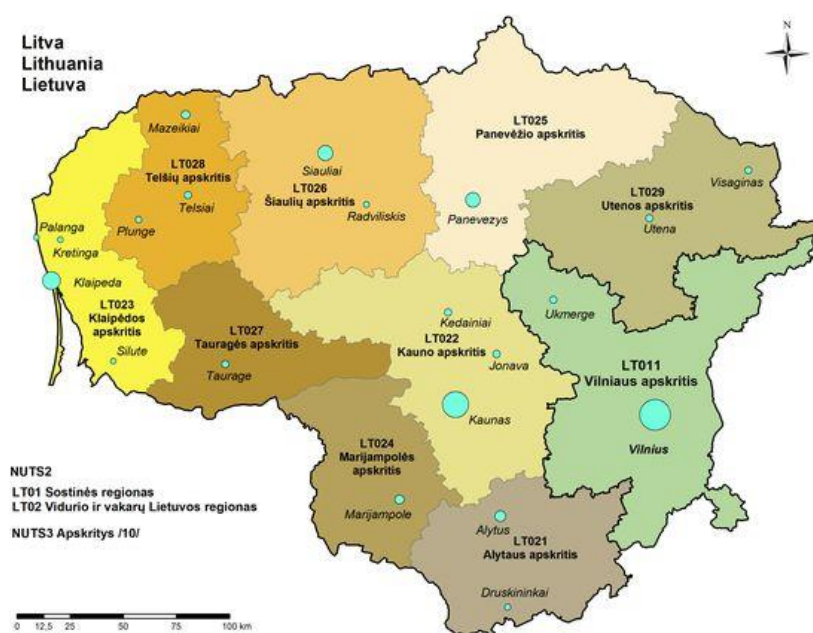 Litva
Lithuania
Lietuva
N
Mazeikiai
LT028
Telšių apskritis
Telsiai
Plunge
Siauliai
LT026
Šiaulių apskritis
Radviliskis
LT025
Panevėžio apskritis
Panevezys
Visaginas
LT029
Utenos apskritis
Utena
Palanga
Kretinga
Klaipeda
LT023
Klaipėdos
apskritis
Silute
LT027
Tauragės apskritis
Taurage
Kedainiai
LT022
Kauno apskritis
Jonava
Kaunas
Ukmerge
LT011
Vilniaus apskritis
Vilnius
LT024
Marijampolės
apskritis
Marijampole
Alytus
LT021
Alytaus apskritis
Druskininkai
NUTS2
LT01 Sostinės regionas
LT02 Vidurio ir vakarų Lietuvos regionas
NUTS3 Apskritys /10/
0 12,5 25 50 75 100 km